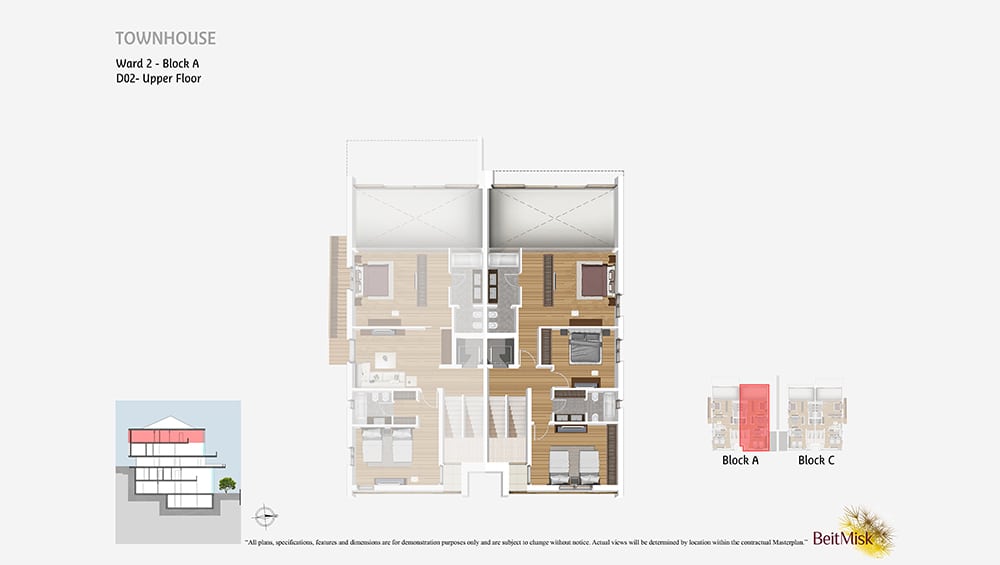 TOWNHOUSE
Ward 2 - Block A
D02- Upper Floor
Block A
Block C
"All plans, specifications, features and dimensions are for demonstration purposes only and are subject to change without notice. Actual views will be determined by location within the contractual Masterplan."
BeitMisk